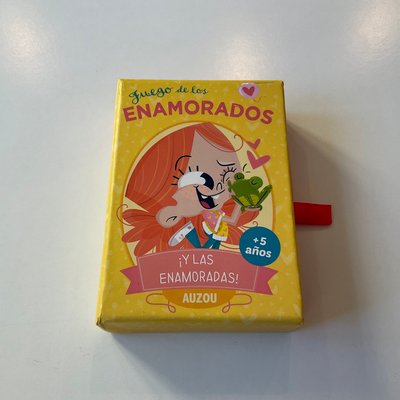 Juego de los
ENAMORADOS
+5
años
¡Y LAS
ENAMORADAS!
AUZOU